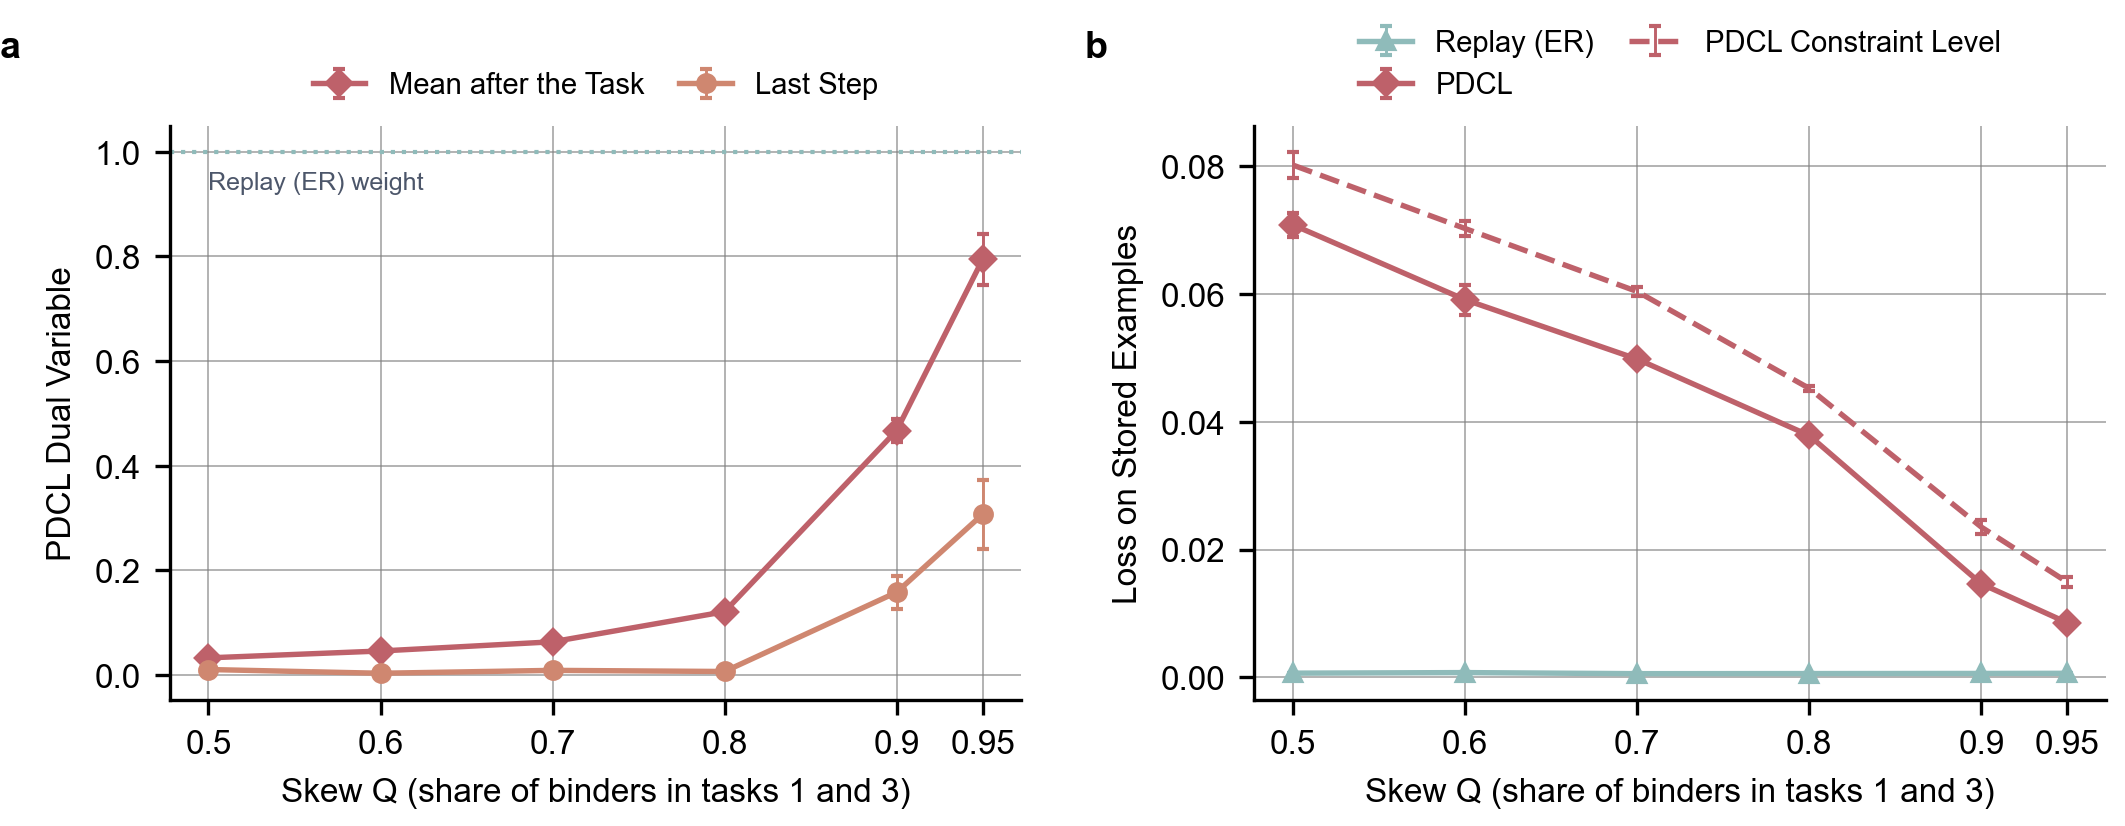 a
Mean after the Task
Last Step
1.0
Replay (ER) weight
0.8
0.6
0.4
0.2
0.0
PDCL Dual Variable
0.5 0.6 0.7 0.8 0.9 0.95
Skew Q (share of binders in tasks 1 and 3)
b
Replay (ER)
PDCL Constraint Level
PDCL
0.08
0.06
0.04
0.02
0.00
Loss on Stored Examples
0.5 0.6 0.7 0.8 0.9 0.95
Skew Q (share of binders in tasks 1 and 3)